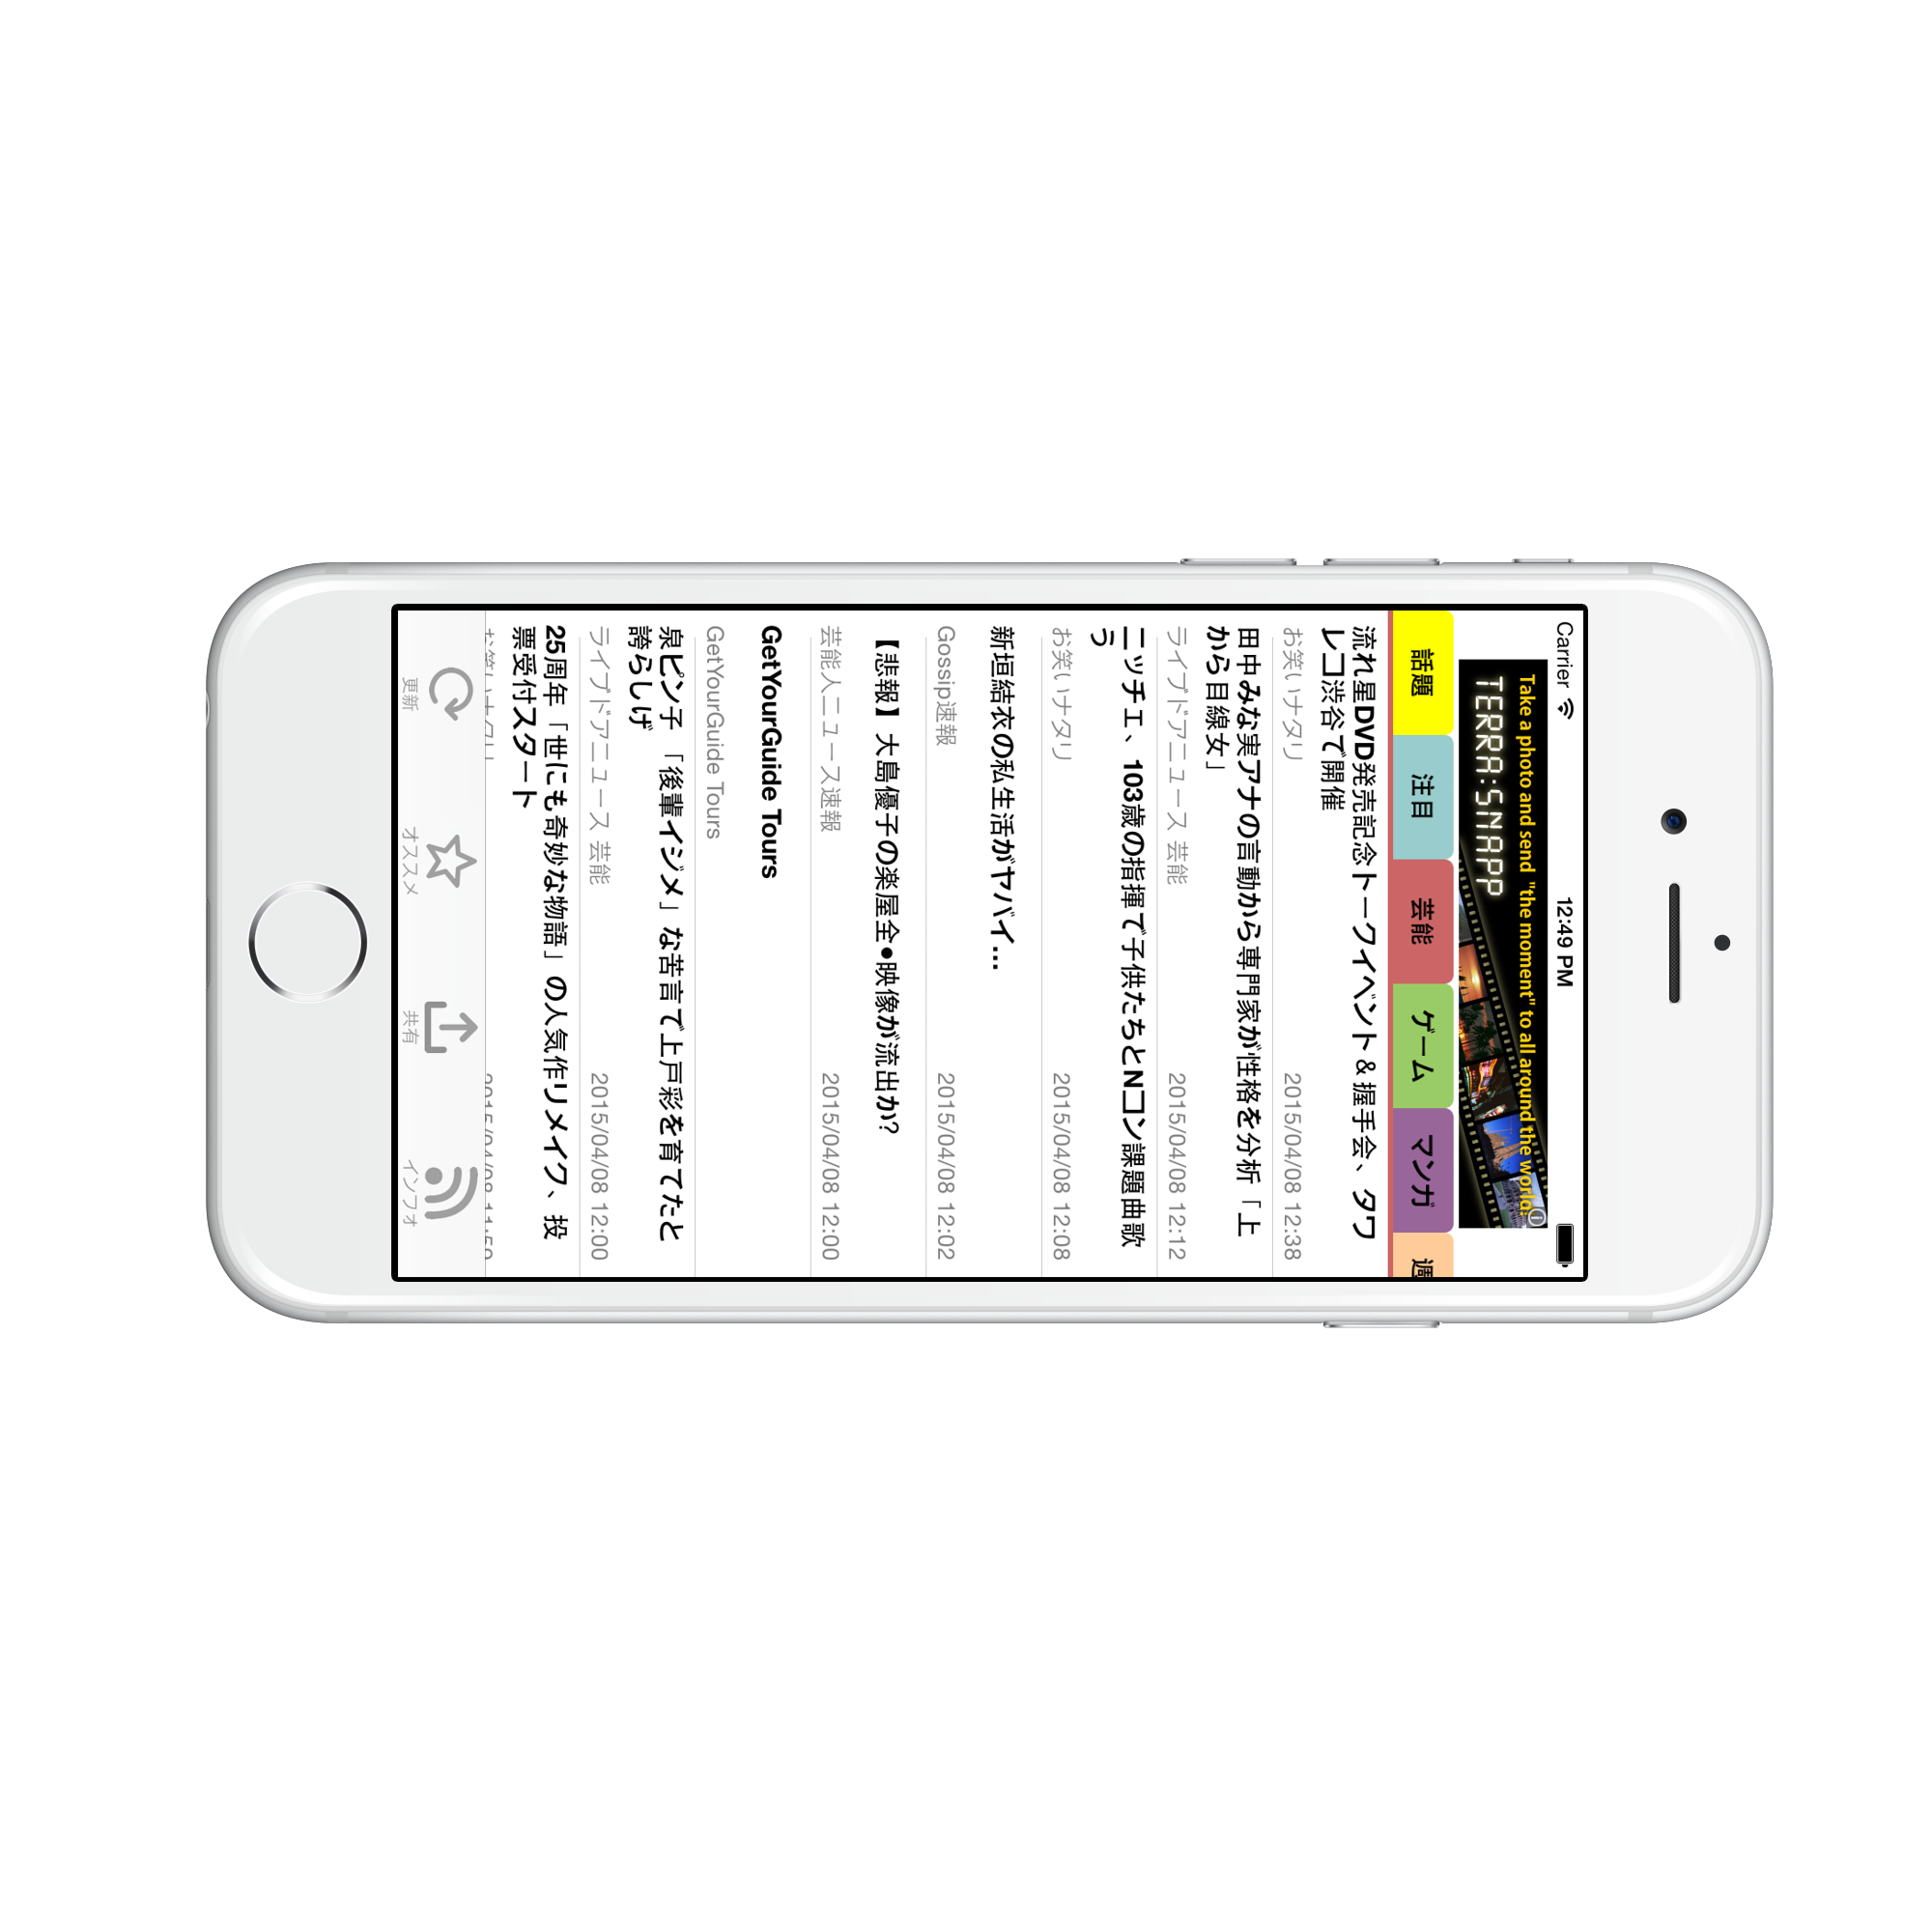 Carrier
12:49 PM
Take a photo and send "the moment" to all around the world!
TERRA:SNAPP
話題
注目
芸能
ゲーム
マンガ
週
流れ星DVD発売記念トークイベント＆握手会、タワ
レコ渋谷で開催
お笑いナタリー
2015/04/08 12:38
田中みな実アナの言動から専門家が性格を分析「上
から目線女」
ライブドアニュース 芸能
2015/04/08 12:12
ニッチェ、103歳の指揮で子供たちとNコン課題曲歌
う
お笑いナタリー
2015/04/08 12:08
新垣結衣の私生活がヤバイ…
Gossip速報
2015/04/08 12:02
【悲報】大島優子の楽屋全●映像が流出か?
芸能人ニュース速報
2015/04/08 12:00
GetYourGuide Tours
GetYourGuide Tours
泉ピン子 「後輩イジメ」な苦言で上戸彩を育てたと
誇らしげ
ライブドアニュース 芸能
2015/04/08 12:00
25周年「世にも奇妙な物語」の人気作リメイク、投
票受付スタート
お笑いナタリー
2015/04/08 11:59
更新
オススメ
共有
インフォ